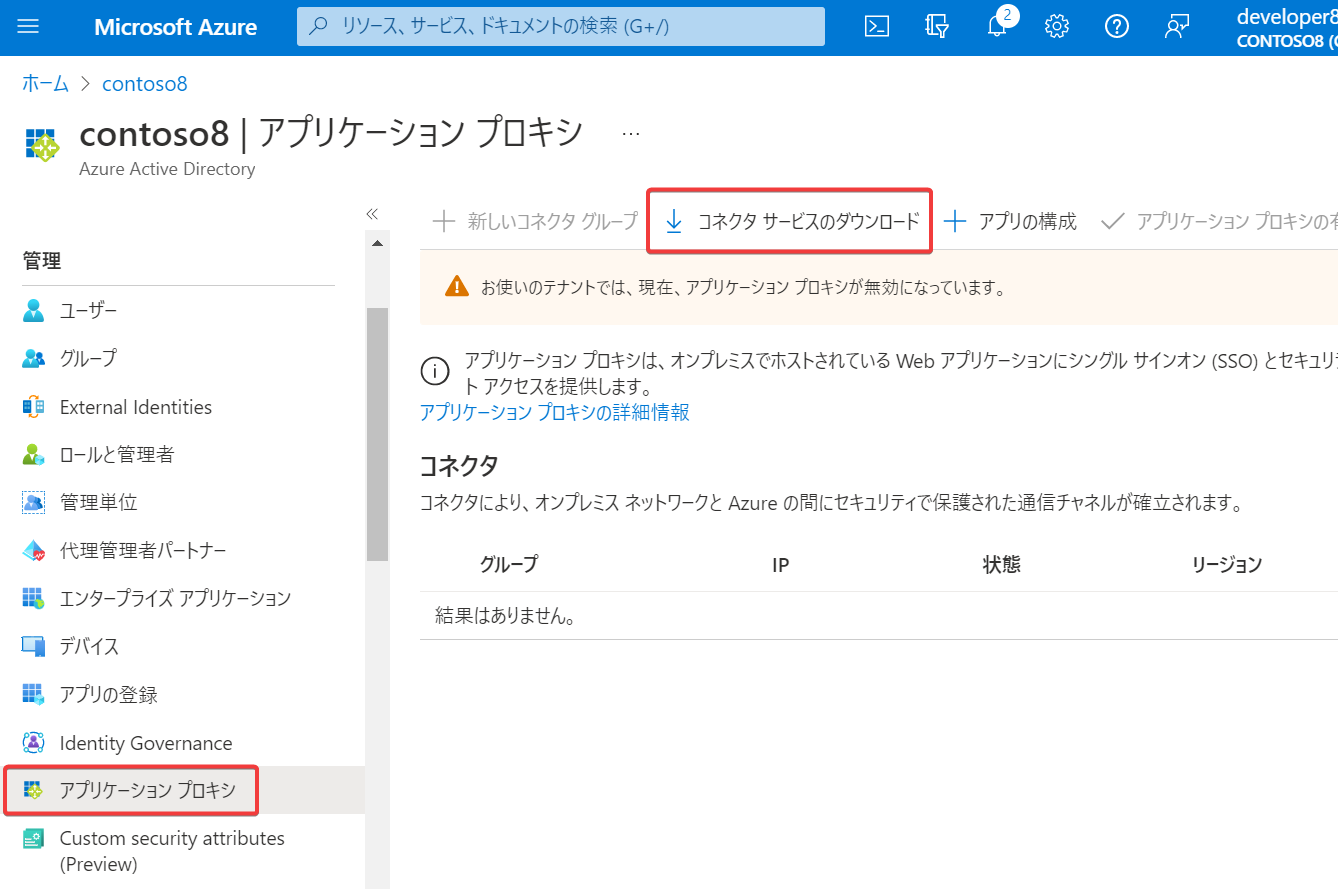 Microsoft Azure
リソース、サービス、ドキュメントの検索 (G+/)
2
developer8
CONTOSO8 (
ホーム > contoso8
contoso8 | アプリケーション プロキシ ...
Azure Active Directory
新しいコネクタ グループ
コネクタ サービスのダウンロード
アプリの構成
アプリケーション プロキシの有
管理
ユーザー
グループ
External Identities
ロールと管理者
管理単位
代理管理者パートナー
エンタープライズ アプリケーション
デバイス
アプリの登録
Identity Governance
アプリケーション プロキシ
Custom security attributes
(Preview)
お使いのテナントでは、現在、アプリケーション プロキシが無効になっています。
アプリケーション プロキシは、オンプレミスでホストされている Web アプリケーションにシングル サインオン (SSO) とセキュリ
ト アクセスを提供します。
アプリケーション プロキシの詳細情報
コネクタ
コネクタにより、オンプレミス ネットワークと Azure の間にセキュリティで保護された通信チャネルが確立されます。
グループ IP 状態 リージョン
結果はありません。